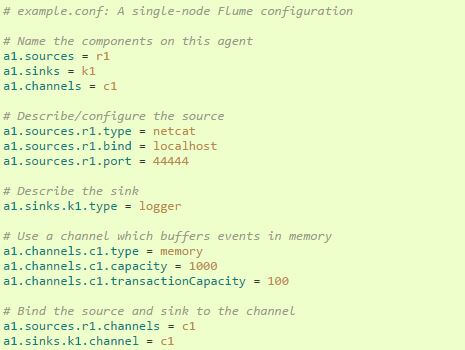 # example.conf: A single-node Flume configuration
# Name the components on this agent
a1.sources = r1
a1.sinks = k1
a1.channels = c1
# Describe/configure the source
a1.sources.r1.type = netcat
a1.sources.r1.bind = localhost
a1.sources.r1.port = 44444
# Describe the sink
a1.sinks.k1.type = logger
# Use a channel which buffers events in memory
a1.channels.c1.type = memory
a1.channels.c1.capacity = 1000
a1.channels.c1.transactionCapacity = 100
# Bind the source and sink to the channel
a1.sources.r1.channels = c1
a1.sinks.k1.channel = c1